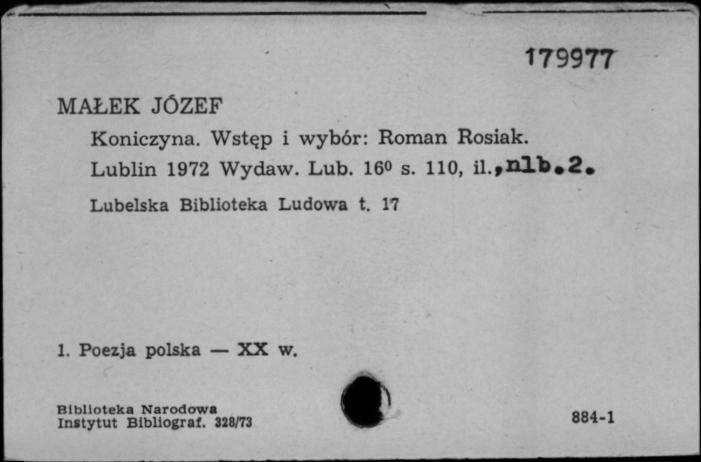 179977
MAŁEK JÓZEF
Koniczyna. Wstęp i wybór: Roman Rosiak.
Lublin 1972 Wydaw. Lub. 16⁰ s. 110, il.,nlb.2.
Lubelska Biblioteka Ludowa t. 17
1. Poezja polska — XX w.
Biblioteka Narodowa
Instytut Bibliograf. 328/73
884-1